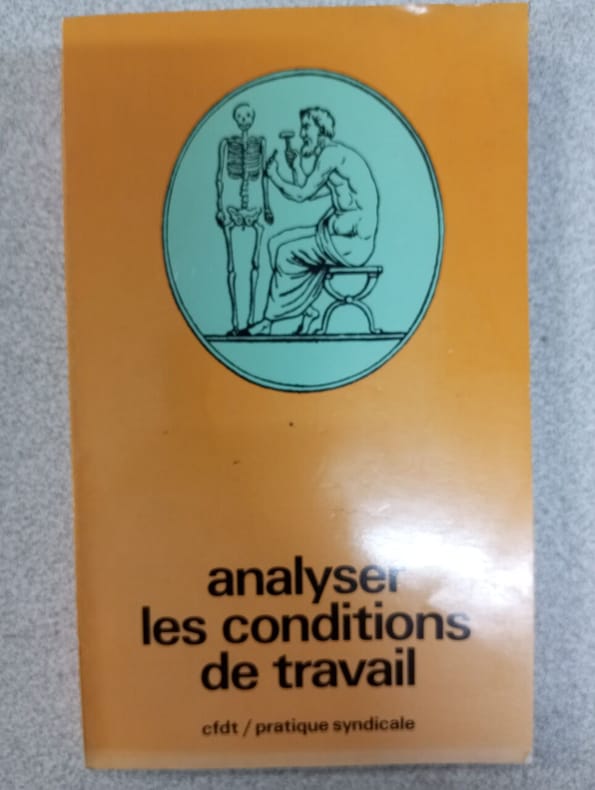 analyser
les conditions
de travail
cfdt / pratique syndicale